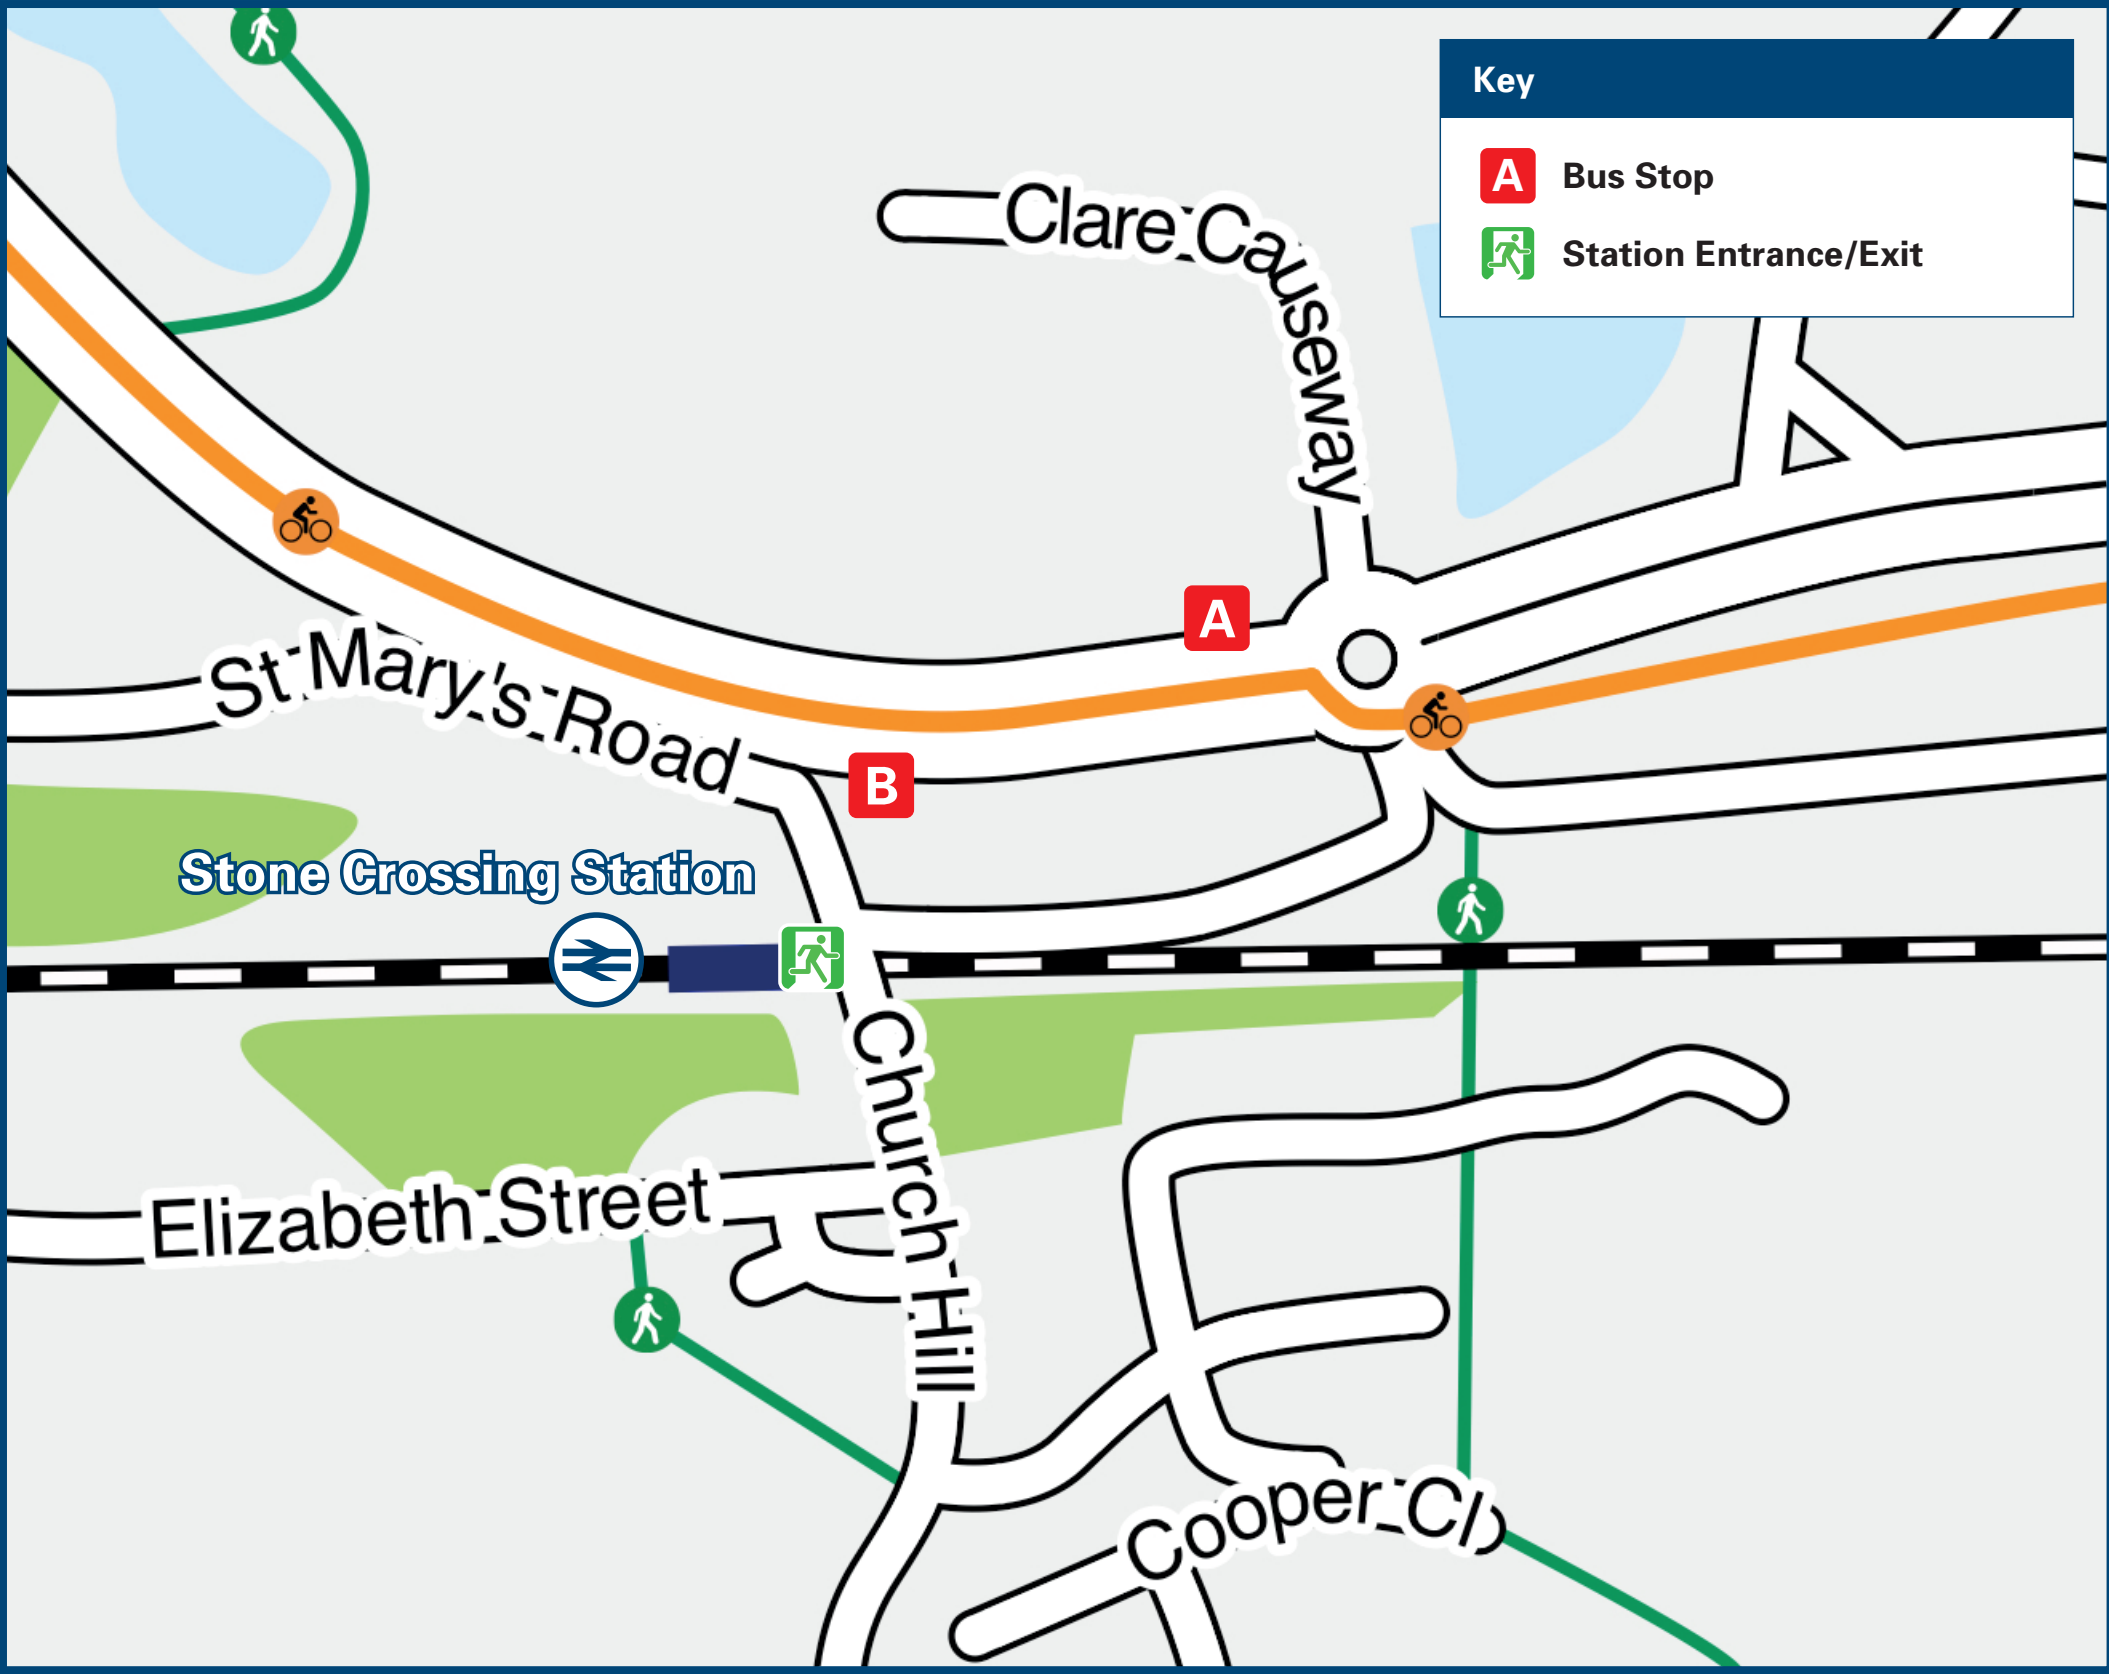 Key
A Bus Stop
Station Entrance/Exit
Clare Causeway
A
St Mary's Road
B
Stone Crossing Station
Church Hill
Elizabeth Street
Cooper Cl